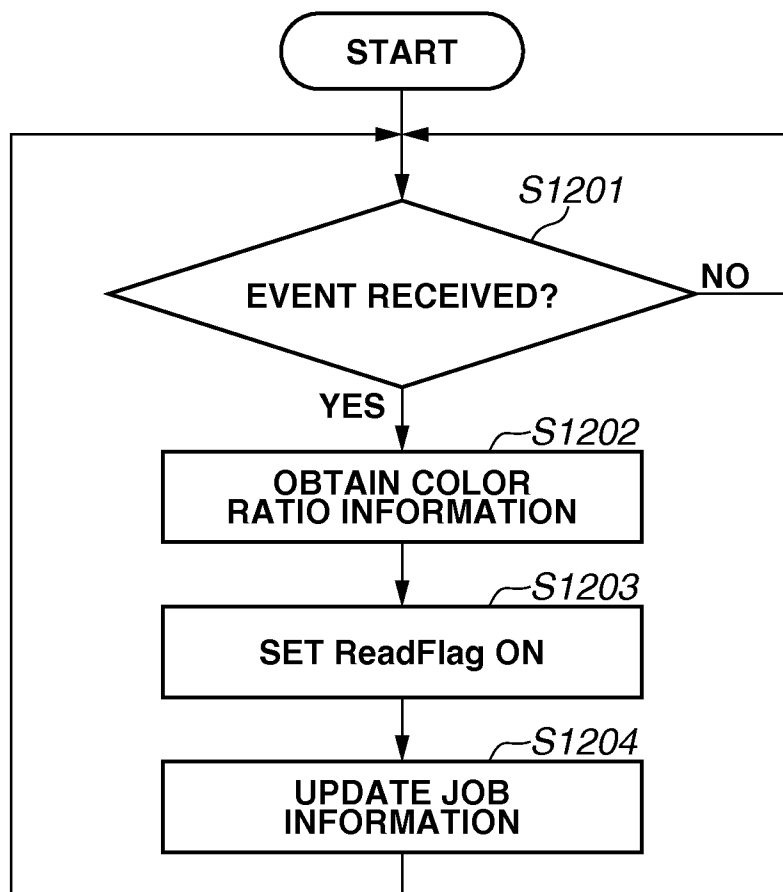 START
S1201
EVENT RECEIVED?
NO
YES
S1202
OBTAIN COLOR
RATIO INFORMATION
S1203
SET ReadFlag ON
S1204
UPDATE JOB
INFORMATION